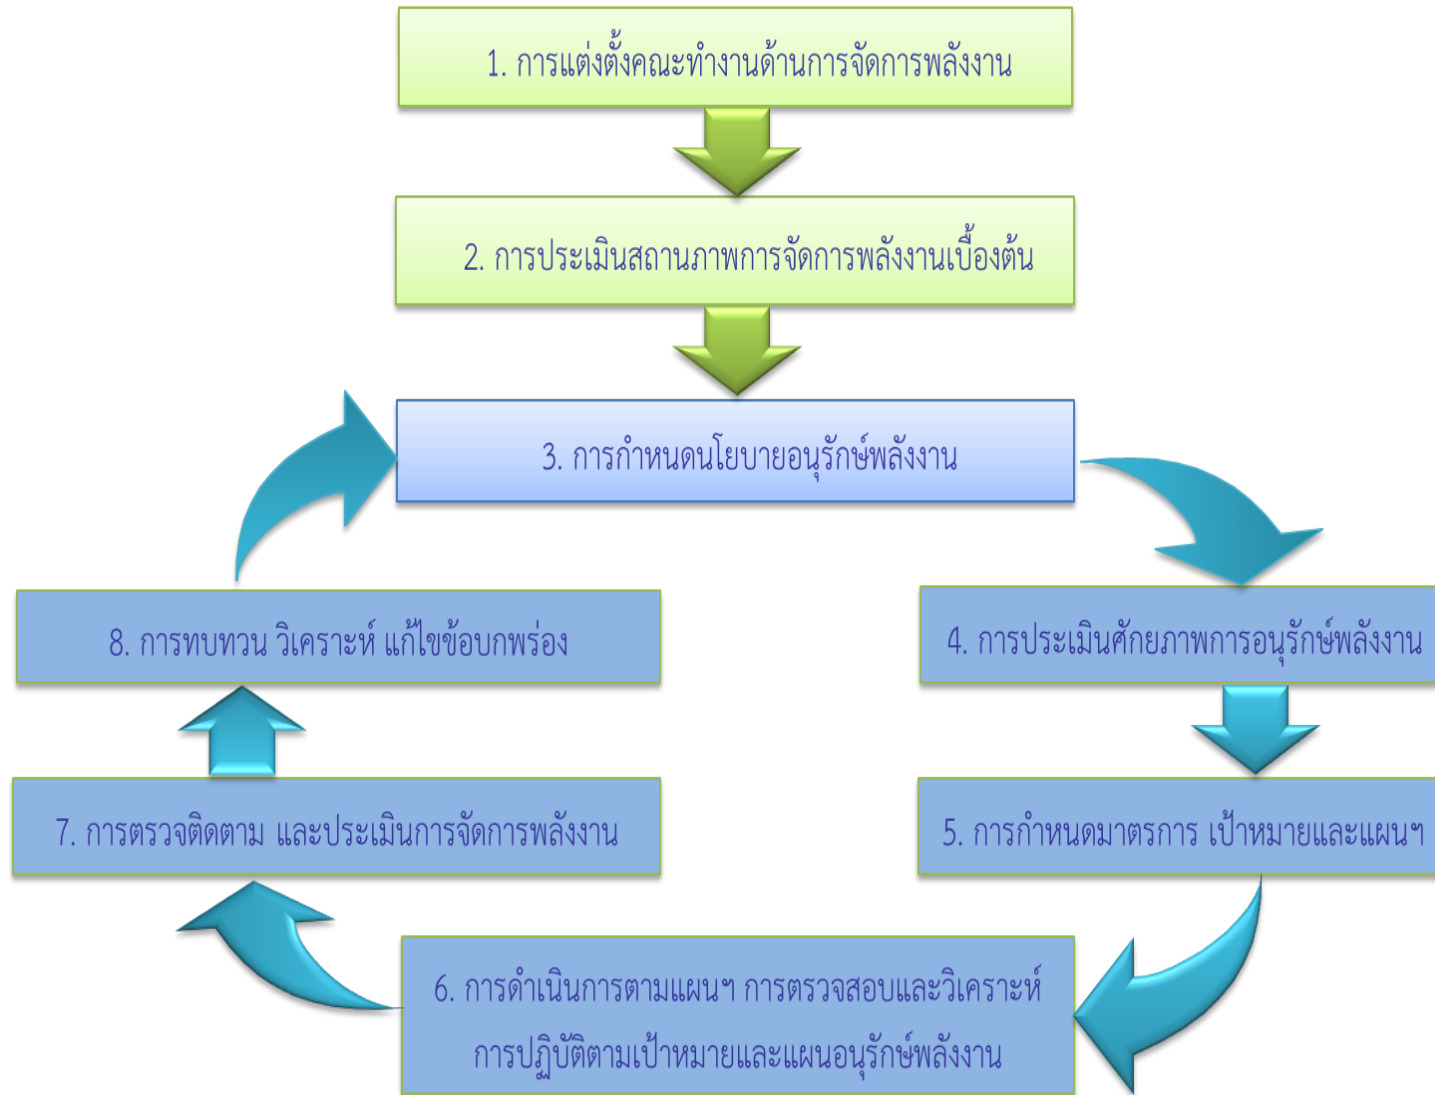 1. การแต่งตั้งคณะทำงานด้านการจัดการพลังงาน
2. การประเมินสถานภาพการจัดการพลังงานเบื้องต้น
3. การกำหนดนโยบายอนุรักษ์พลังงาน
4. การประเมินศักยภาพการอนุรักษ์พลังงาน
5. การกำหนดมาตรการ เป้าหมายและแผนฯ
6. การดำเนินการตามแผนฯ การตรวจสอบและวิเคราะห์
การปฏิบัติตามเป้าหมายและแผนอนุรักษ์พลังงาน
7. การตรวจติดตาม และประเมินการจัดการพลังงาน
8. การทบทวน วิเคราะห์ แก้ไขข้อบกพร่อง